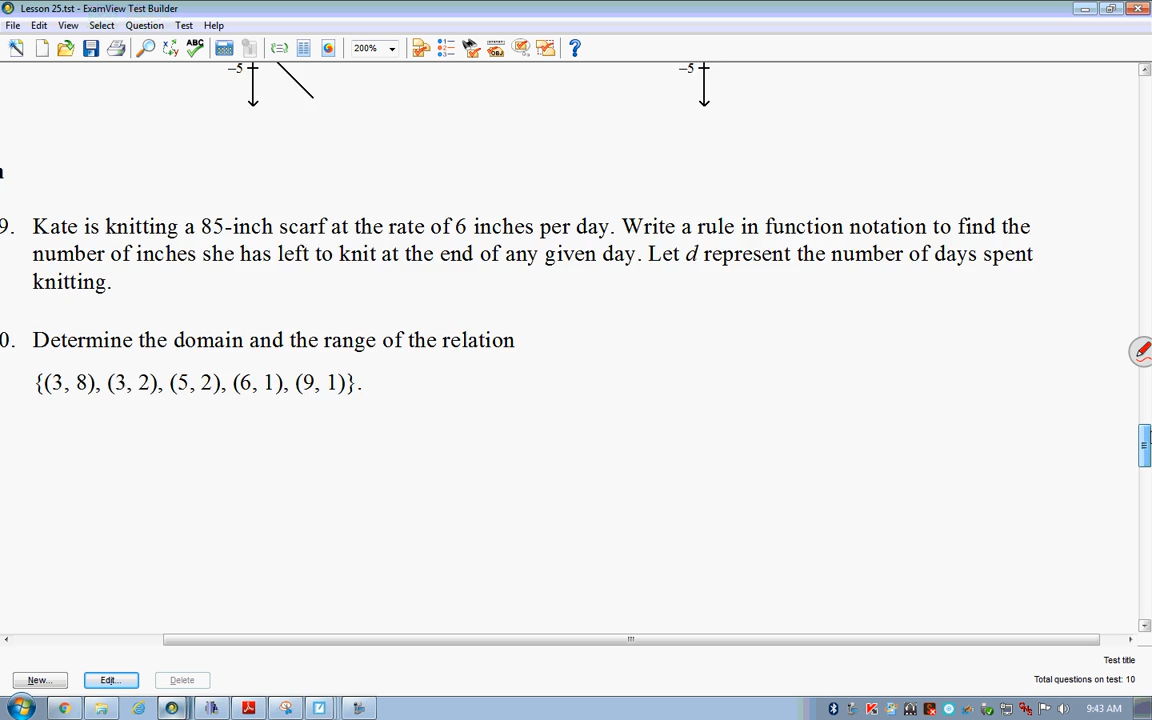 Lesson 25.tst - ExamView Test Builder
File Edit View Select Question Test Help
ABC 200% OBJ ?
–5 –5
9. Kate is knitting a 85-inch scarf at the rate of 6 inches per day. Write a rule in function notation to find the
number of inches she has left to knit at the end of any given day. Let d represent the number of days spent
knitting.
0. Determine the domain and the range of the relation
{(3, 8), (3, 2), (5, 2), (6, 1), (9, 1)}.
Test title
New... Edit... Delete
Total questions on test: 10
9:43 AM